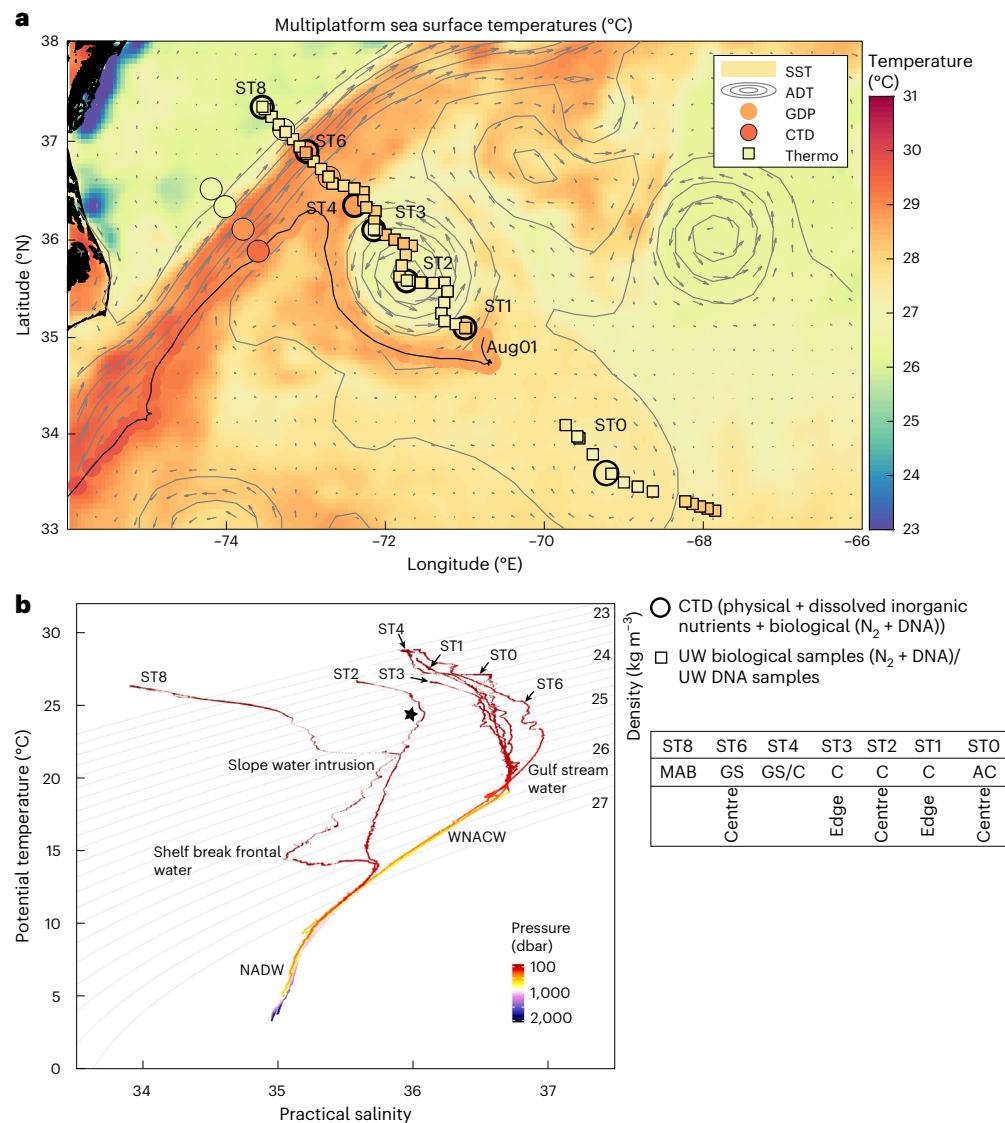 a
Multiplatform sea surface temperatures (°C)
38
37
36
35
34
33
Latitude (°N)
−74
−72
−70
−68
−66
Longitude (°E)
ST8
ST6
ST4
ST3
ST2
ST1
Aug01
ST0
SST
ADT
GDP
CTD
Thermo
Temperature
(°C)
31
30
29
28
27
26
25
24
23
b
30
25
20
15
10
5
0
Potential temperature (°C)
34
35
36
37
Practical salinity
ST8
ST2
ST4
ST3
ST1
ST0
ST6
Slope water intrusion
Shelf break frontal
water
Gulf stream
water
WNACW
NADW
Pressure
(dbar)
100
1,000
2,000
23
24
25
26
27
Density (kg m−3)
CTD (physical + dissolved inorganic
nutrients + biological (N2 + DNA))
UW biological samples (N2 + DNA)/
UW DNA samples
ST8 ST6 ST4 ST3 ST2 ST1 ST0
MAB GS GS/C C C C AC
Centre Edge Centre Edge Centre